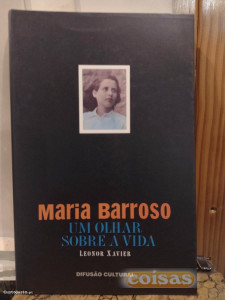 Maria Barroso
UM OLHAR
SOBRE A VIDA
Leonor Xavier
DIFUSÃO CULTURAL
coisas